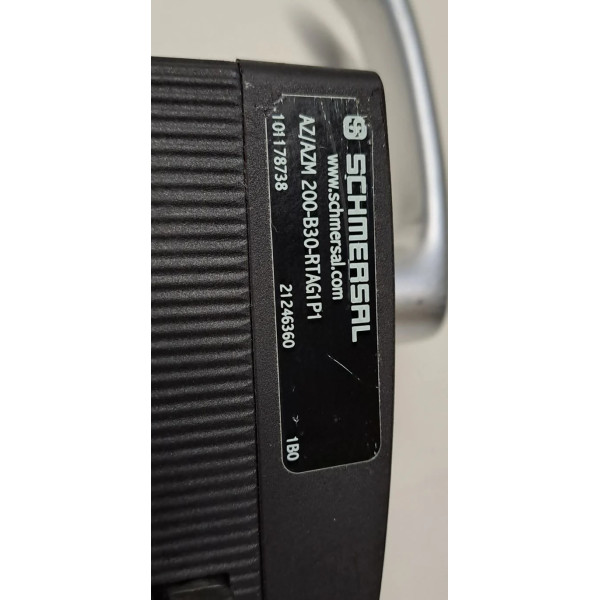 SCHMERSAL
www.schmersal.com
AZ/AZM 200-B30-RTAG1P1
101178738 21246360 1B0